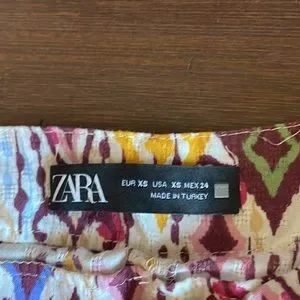 ZARA
EUR XS USA XS MEX 24
MADE IN TURKEY